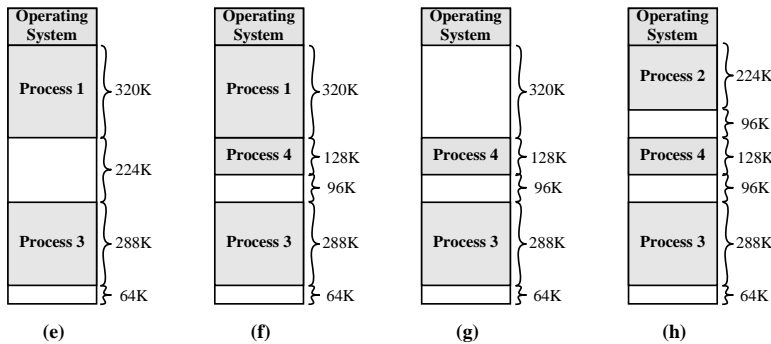 Operating
System
Process 1
320K
224K
Process 3
288K
64K
(e)
Operating
System
Process 1
320K
Process 4
128K
96K
Process 3
288K
64K
(f)
Operating
System
320K
Process 4
128K
96K
Process 3
288K
64K
(g)
Operating
System
Process 2
224K
96K
Process 4
128K
96K
Process 3
288K
64K
(h)